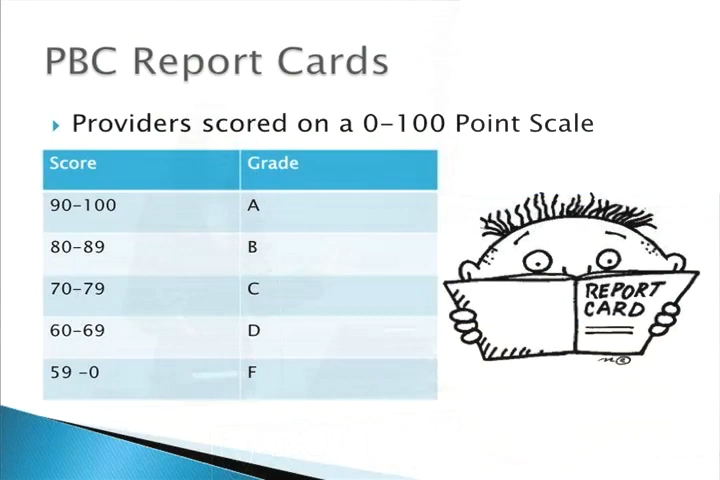 PBC Report Cards
Providers scored on a 0-100 Point Scale
Score Grade
90-100 A
80-89 B
70-79 C
60-69 D
59 -0 F
REPORT
CARD